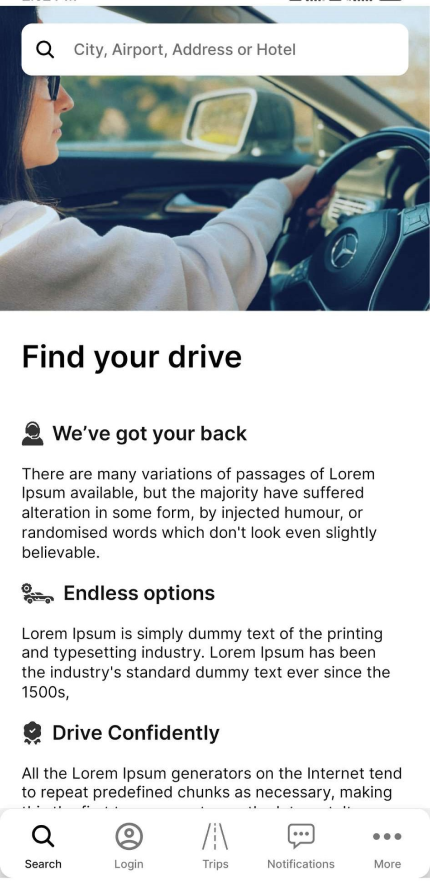 City, Airport, Address or Hotel
Find your drive
We’ve got your back
There are many variations of passages of Lorem
Ipsum available, but the majority have suffered
alteration in some form, by injected humour, or
randomised words which don't look even slightly
believable.
Endless options
Lorem Ipsum is simply dummy text of the printing
and typesetting industry. Lorem Ipsum has been
the industry's standard dummy text ever since the
1500s,
Drive Confidently
All the Lorem Ipsum generators on the Internet tend
to repeat predefined chunks as necessary, making
Search
Login
Trips
Notifications
More